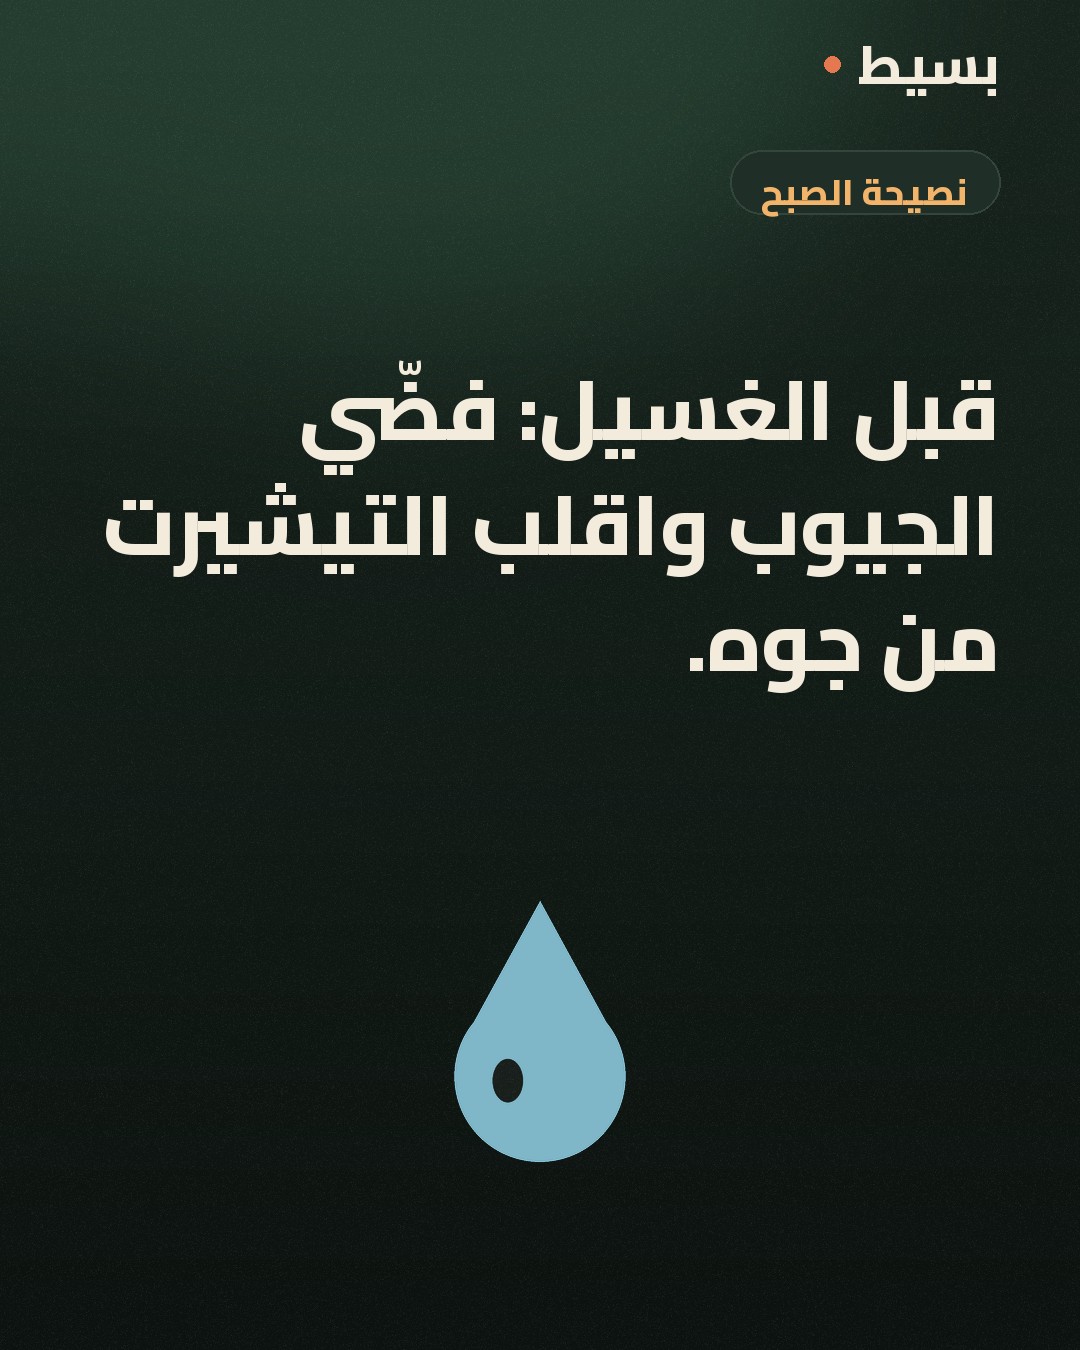 بسيط
نصيحة الصبح
قبل الغسيل: فضّي
الجيوب واقلب التيشيرت
من جوه.